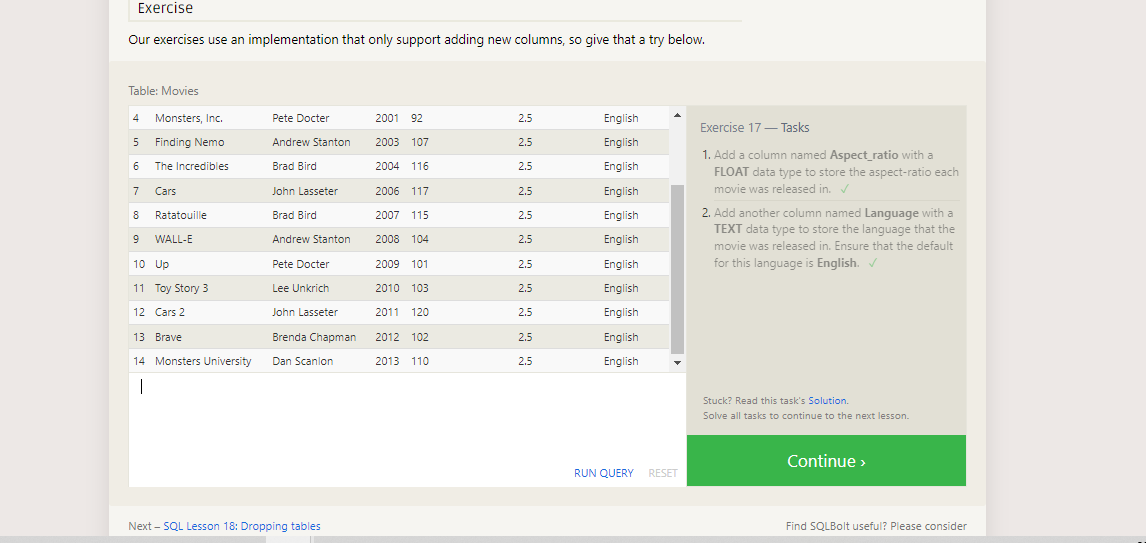 Exercise
Our exercises use an implementation that only support adding new columns, so give that a try below.
Table: Movies
4 Monsters, Inc. Pete Docter 2001 92 2.5 English
5 Finding Nemo Andrew Stanton 2003 107 2.5 English
6 The Incredibles Brad Bird 2004 116 2.5 English
7 Cars John Lasseter 2006 117 2.5 English
8 Ratatouille Brad Bird 2007 115 2.5 English
9 WALL-E Andrew Stanton 2008 104 2.5 English
10 Up Pete Docter 2009 101 2.5 English
11 Toy Story 3 Lee Unkrich 2010 103 2.5 English
12 Cars 2 John Lasseter 2011 120 2.5 English
13 Brave Brenda Chapman 2012 102 2.5 English
14 Monsters University Dan Scanlon 2013 110 2.5 English
RUN QUERY RESET
Exercise 17 — Tasks
1. Add a column named Aspect_ratio with a
FLOAT data type to store the aspect-ratio each
movie was released in. ✓
2. Add another column named Language with a
TEXT data type to store the language that the
movie was released in. Ensure that the default
for this language is English. ✓
Stuck? Read this task's Solution.
Solve all tasks to continue to the next lesson.
Continue ›
Next – SQL Lesson 18: Dropping tables
Find SQLBolt useful? Please consider